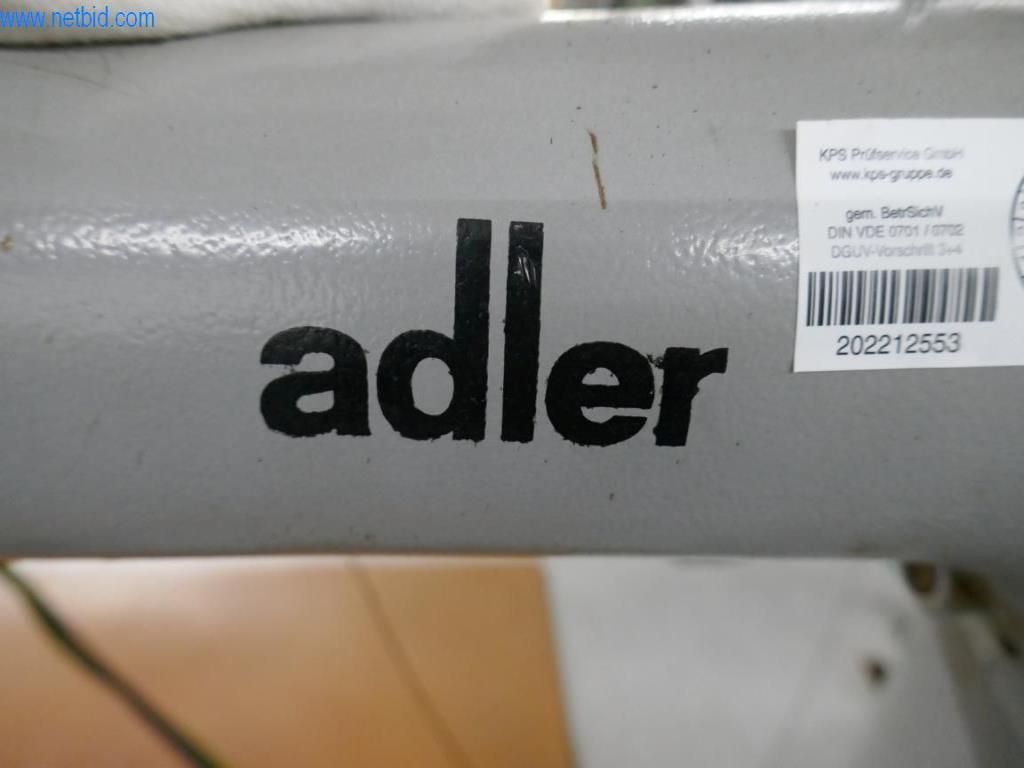 www.netbid.com
adler
KPS Prüfservice GmbH
www.kps-gruppe.de
gem. BetrSichV
DIN VDE 0701 / 0702
DGUV-Vorschrift 3+4
202212553